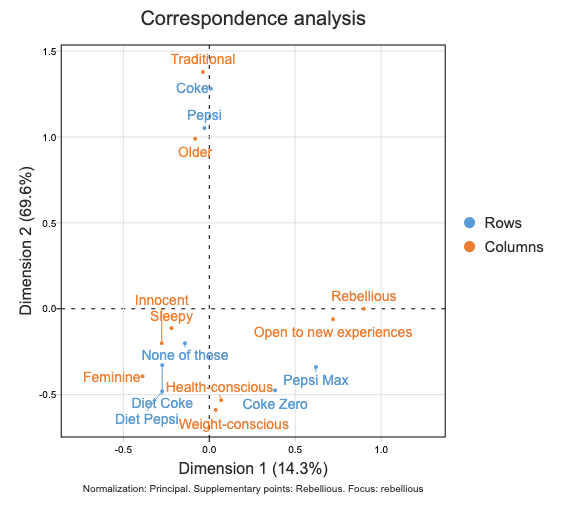 Correspondence analysis
1.5
Traditional
Coke
Pepsi
1.0
Older
0.5
Dimension 2 (69.6%)
Rows
Columns
Innocent
Rebellious
0.0
Sleepy
Open to new experiences
None of these
Feminine
Pepsi Max
Health-conscious
-0.5
Diet Coke
Coke Zero
Diet Pepsi
Weight-conscious
-0.5 0.0 0.5 1.0
Dimension 1 (14.3%)
Normalization: Principal. Supplementary points: Rebellious. Focus: rebellious